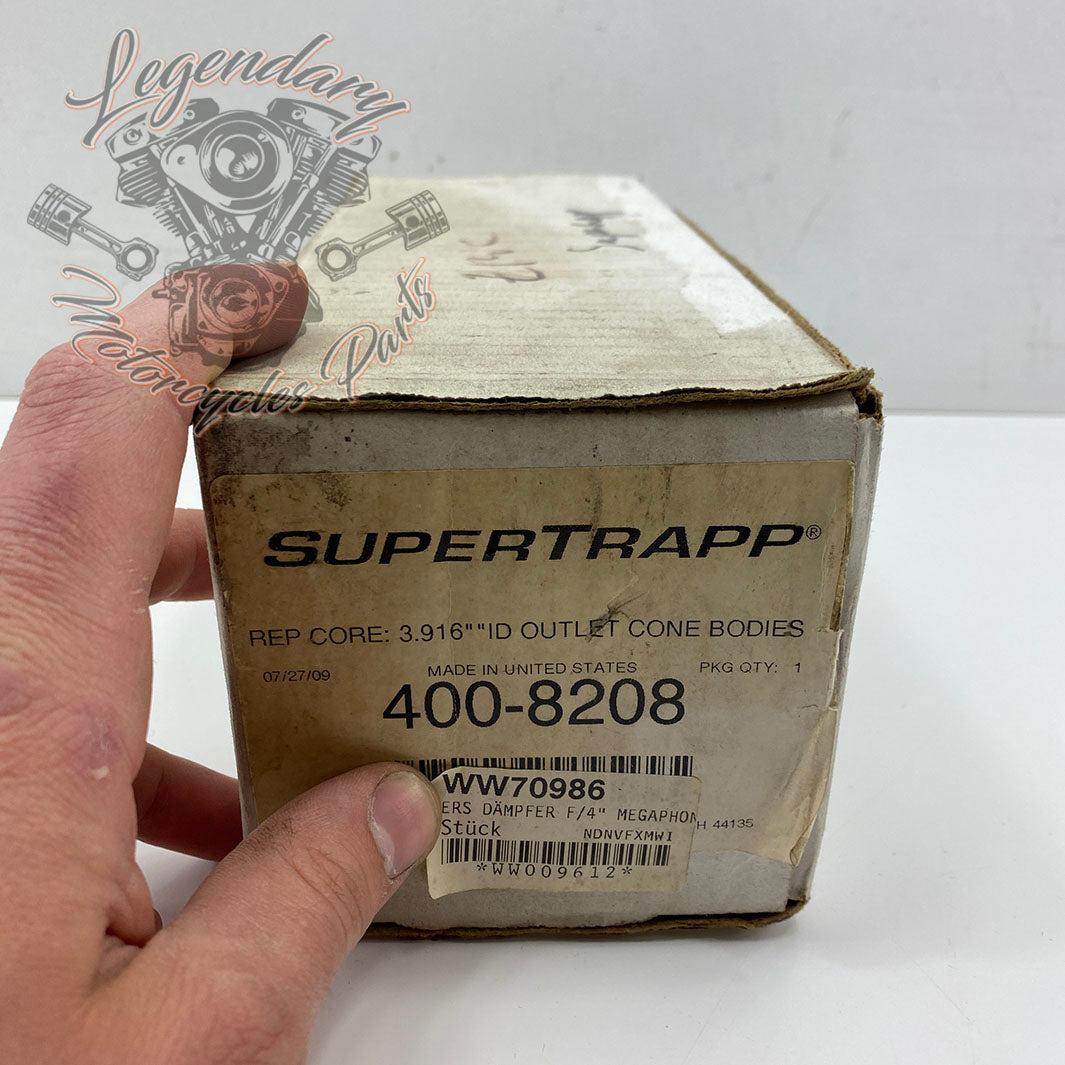 Legendary
Motorcycles Parts
SUPERTRAPP®
REP CORE: 3.916""ID OUTLET CONE BODIES
07/27/09
MADE IN UNITED STATES
PKG QTY: 1
400-8208
WW70986
ERS DÄMPFER F/4" MEGAPHON
H 44135
Stück
NDNVFXMWI
*WW009612*